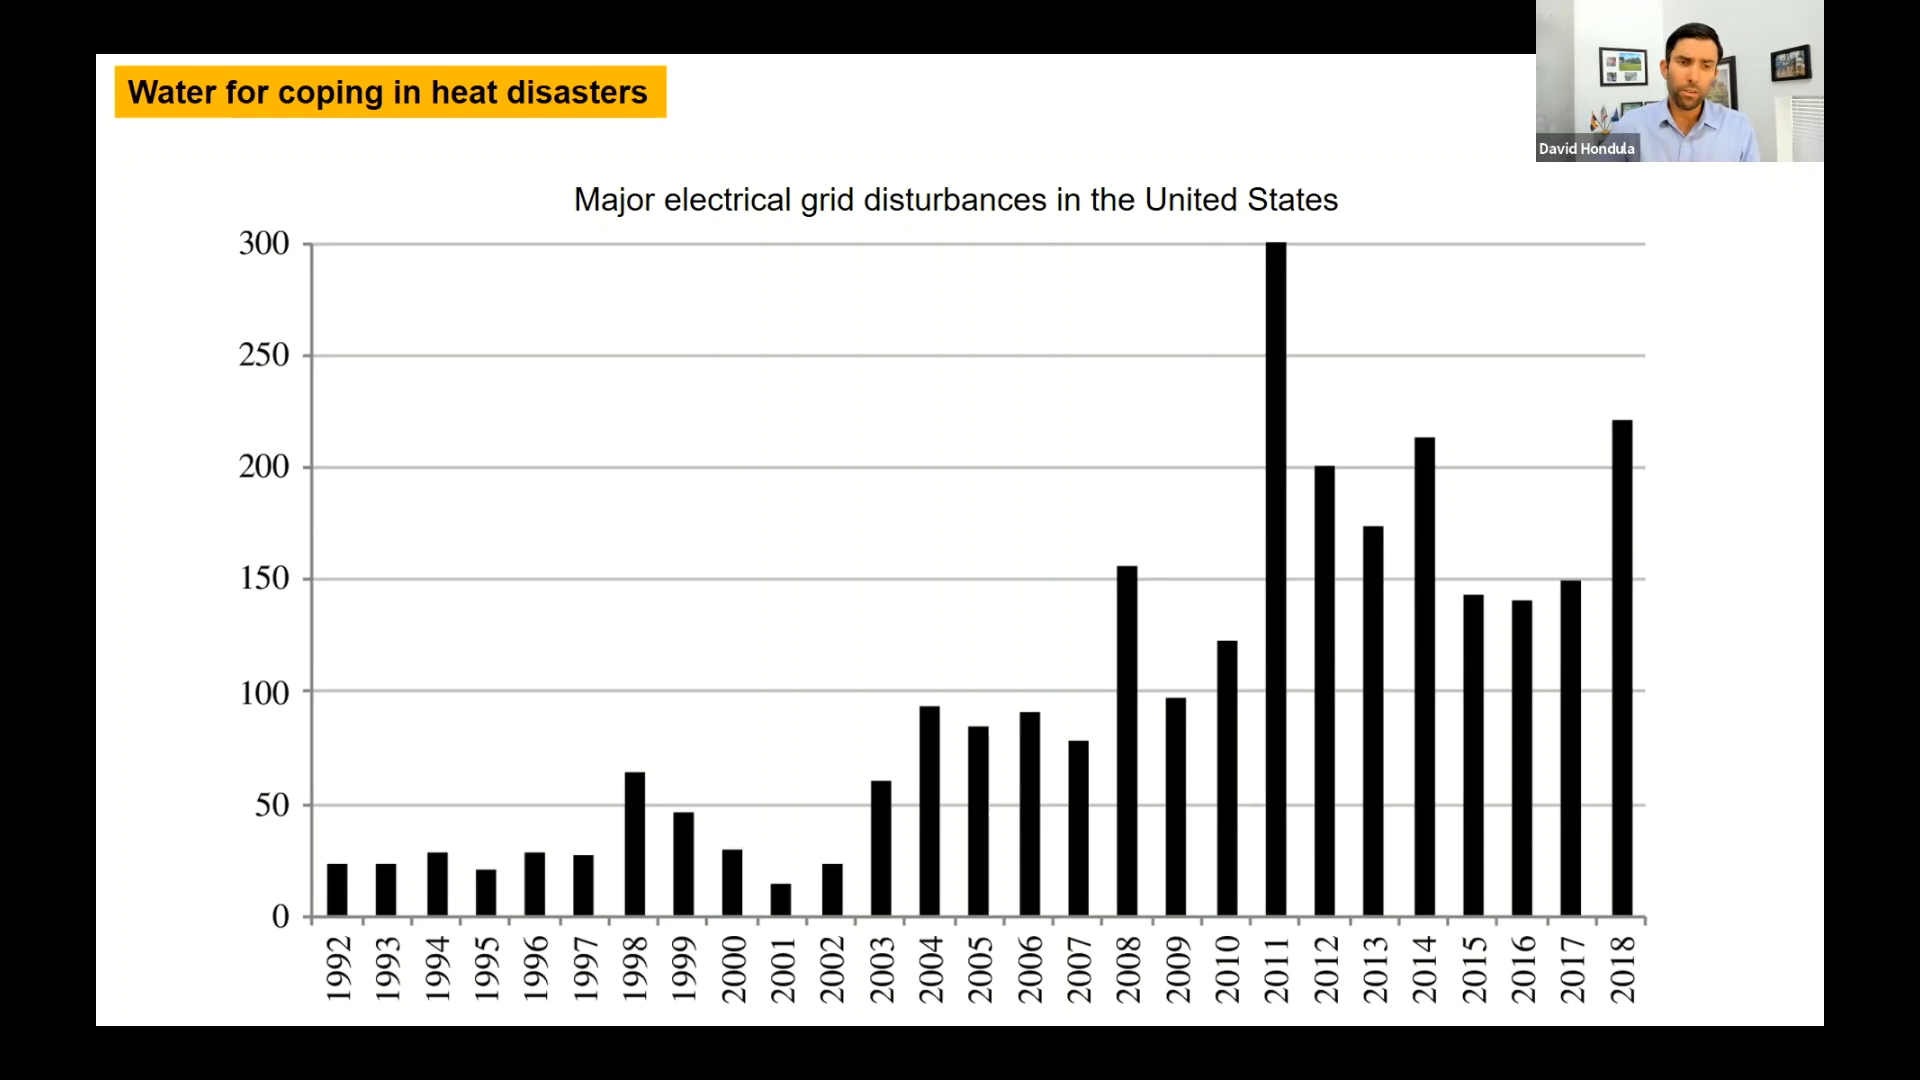 Water for coping in heat disasters
David Hondula
Major electrical grid disturbances in the United States
300
250
200
150
100
50
0
1992 1993 1994 1995 1996 1997 1998 1999 2000 2001 2002 2003 2004 2005 2006 2007 2008 2009 2010 2011 2012 2013 2014 2015 2016 2017 2018